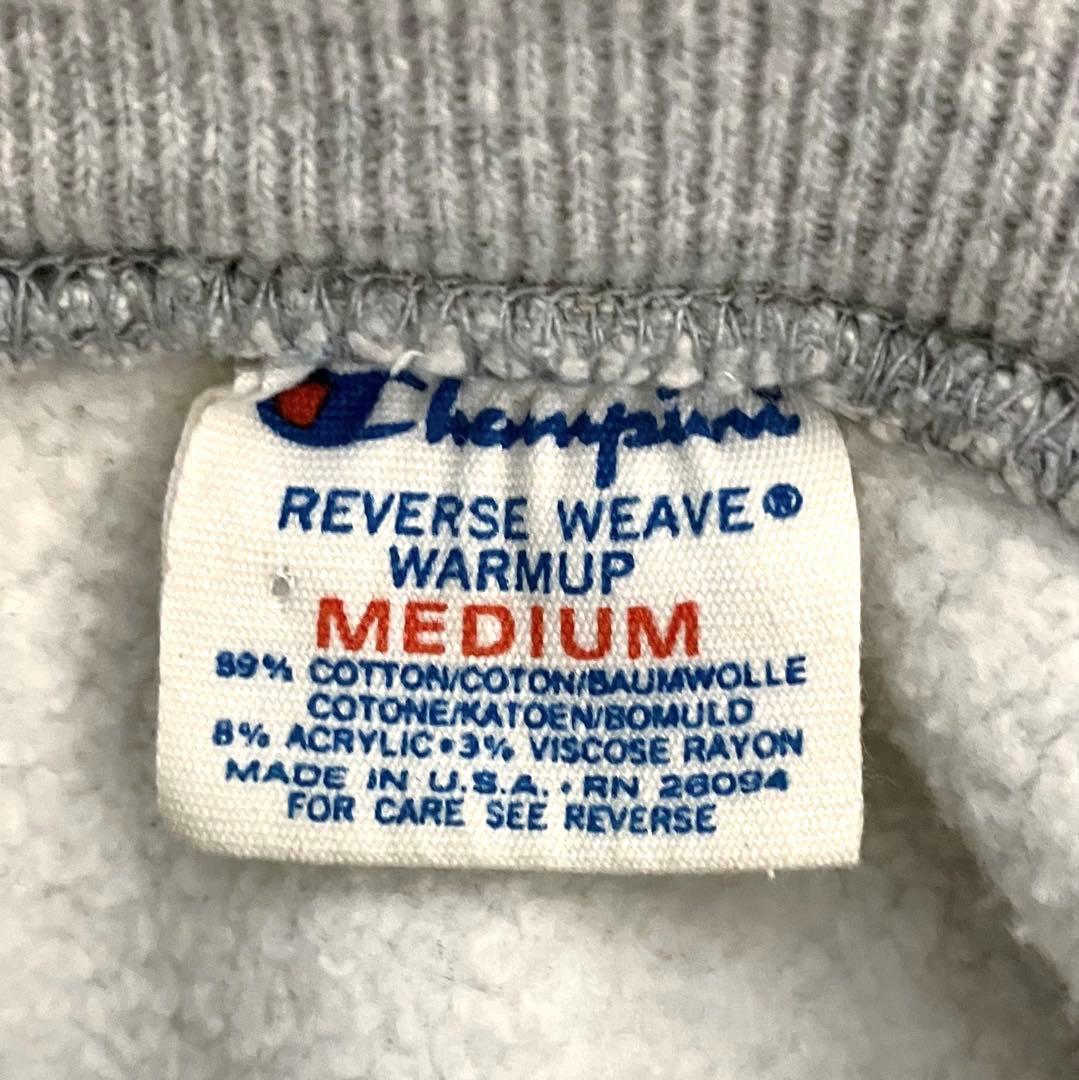 Champion
REVERSE WEAVE®
WARMUP
MEDIUM
89% COTTON/COTON/BAUMWOLLE
COTONE/KATOEN/BOMULD
8% ACRYLIC•3% VISCOSE RAYON
MADE IN U.S.A. • RN 26094
FOR CARE SEE REVERSE